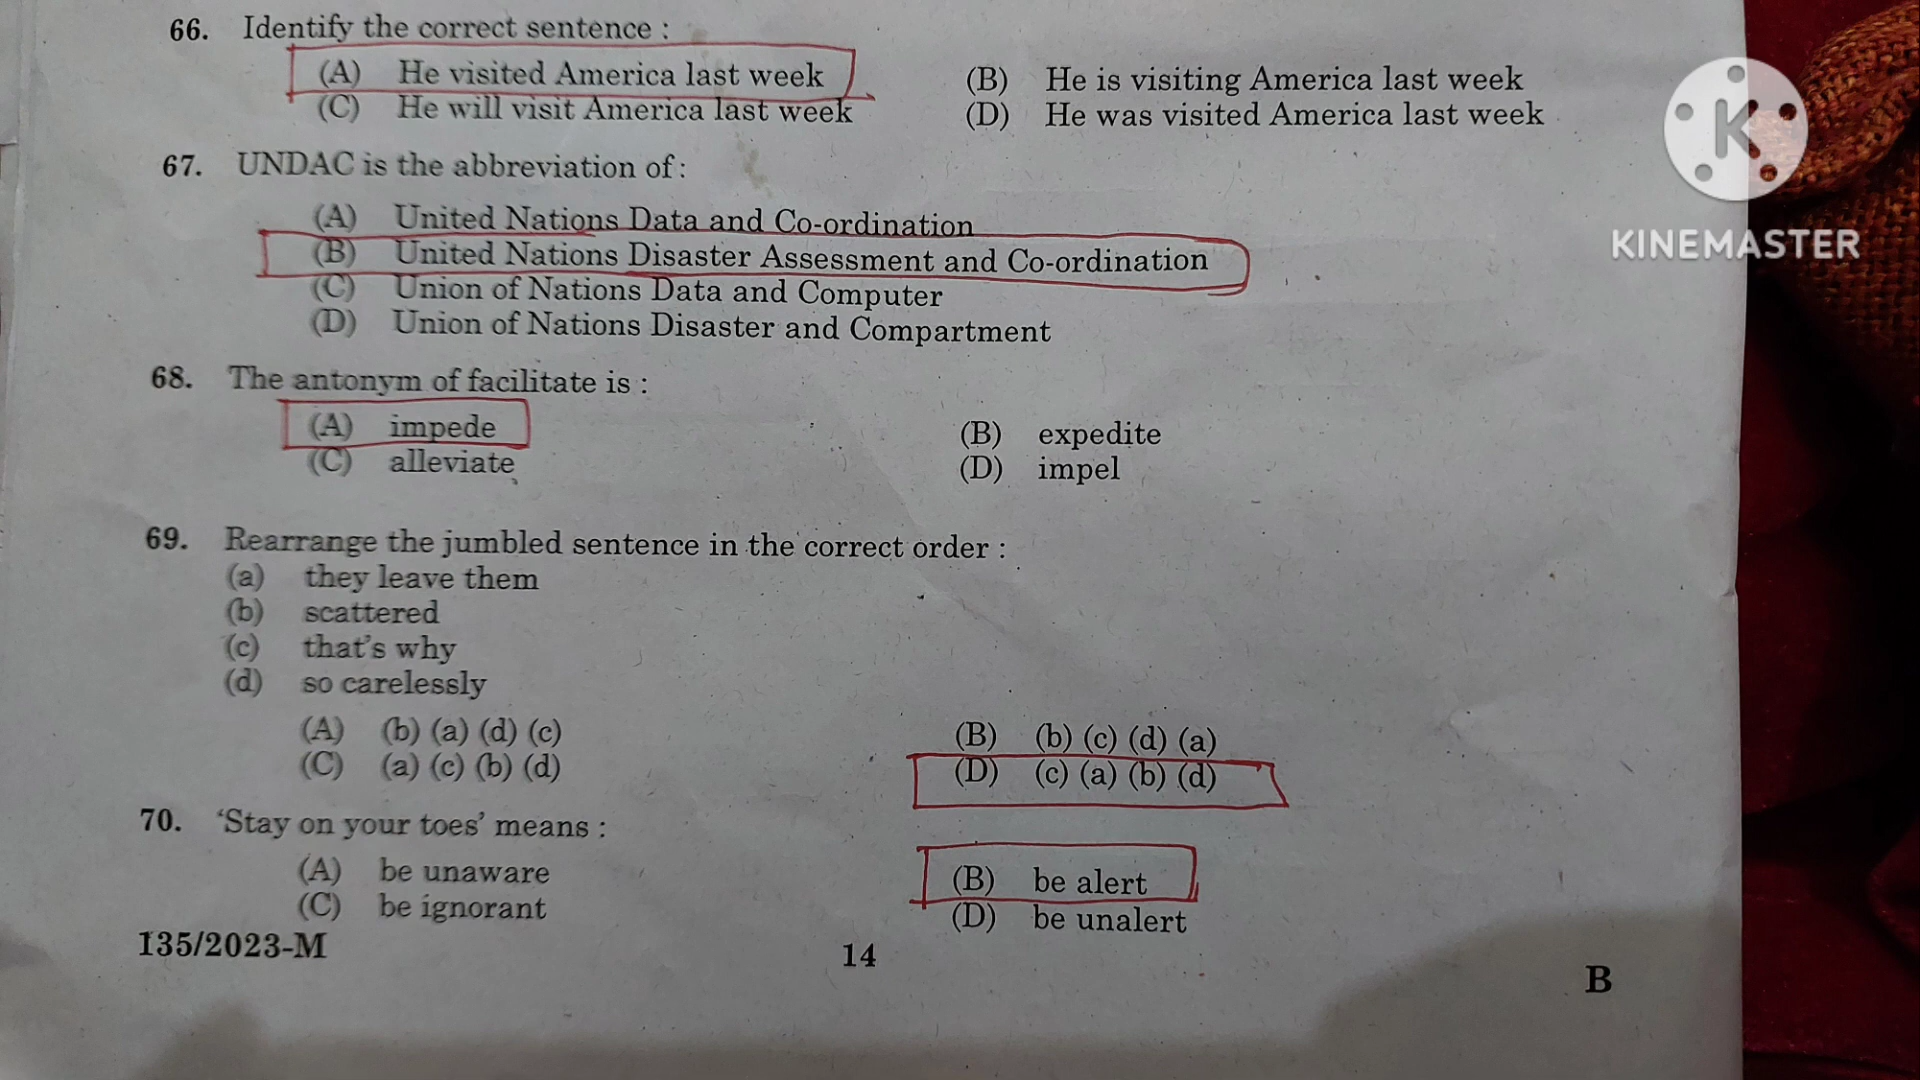 66. Identify the correct sentence :
(A) He visited America last week (B) He is visiting America last week
(C) He will visit America last week (D) He was visited America last week
K
KINEMASTER
67. UNDAC is the abbreviation of :
(A) United Nations Data and Co-ordination
(B) United Nations Disaster Assessment and Co-ordination
(C) Union of Nations Data and Computer
(D) Union of Nations Disaster and Compartment
68. The antonym of facilitate is :
(A) impede (B) expedite
(C) alleviate (D) impel
69. Rearrange the jumbled sentence in the correct order :
(a) they leave them
(b) scattered
(c) that's why
(d) so carelessly
(A) (b) (a) (d) (c) (B) (b) (c) (d) (a)
(C) (a) (c) (b) (d) (D) (c) (a) (b) (d)
70. 'Stay on your toes' means :
(A) be unaware (B) be alert
(C) be ignorant (D) be unalert
135/2023-M 14 B